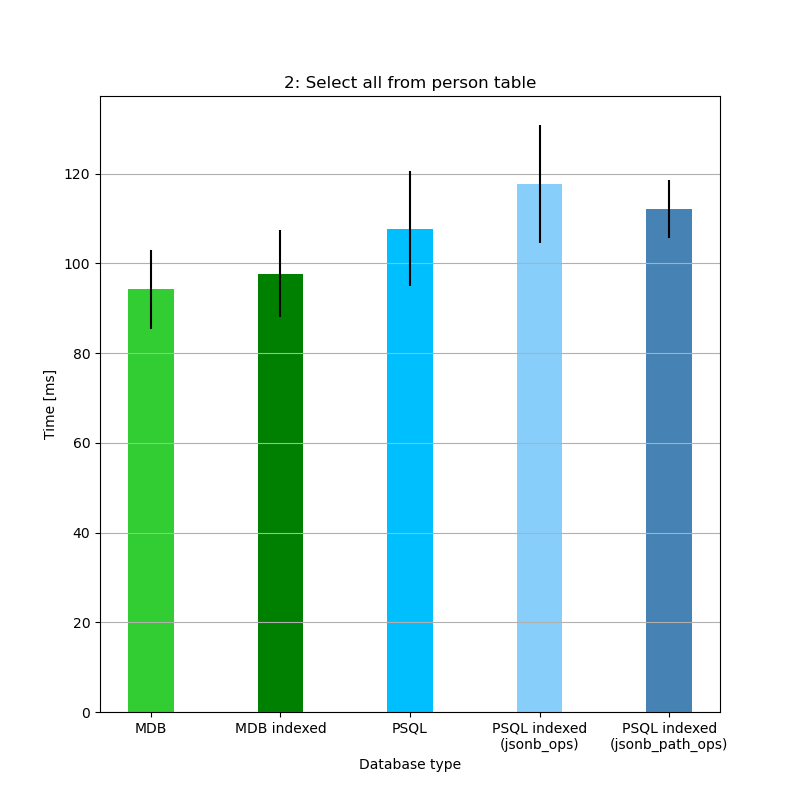 2: Select all from person table
Time [ms]
120
100
80
60
40
20
0
MDB
MDB indexed
PSQL
PSQL indexed
(jsonb_ops)
PSQL indexed
(jsonb_path_ops)
Database type